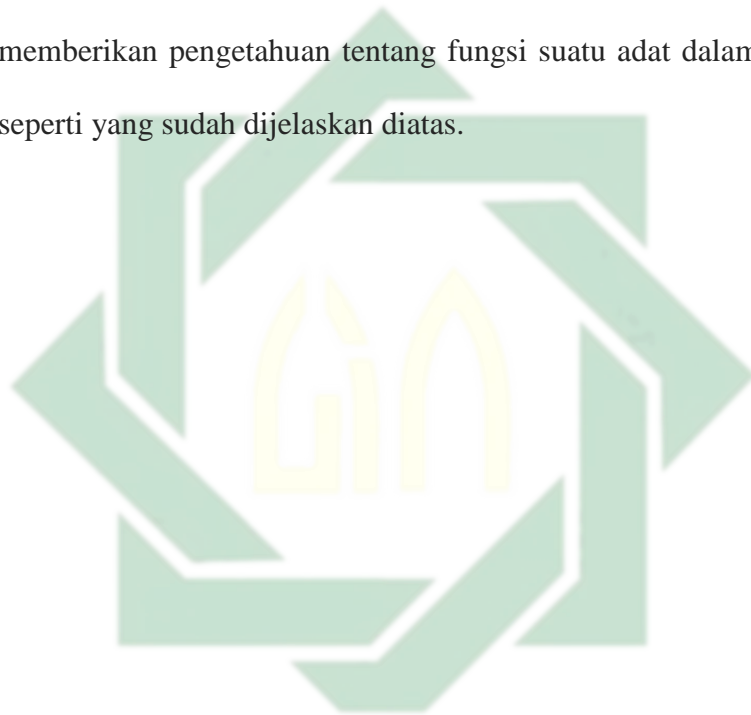 memberikan pengetahuan tentang fungsi suatu adat dalam
seperti yang sudah dijelaskan diatas.